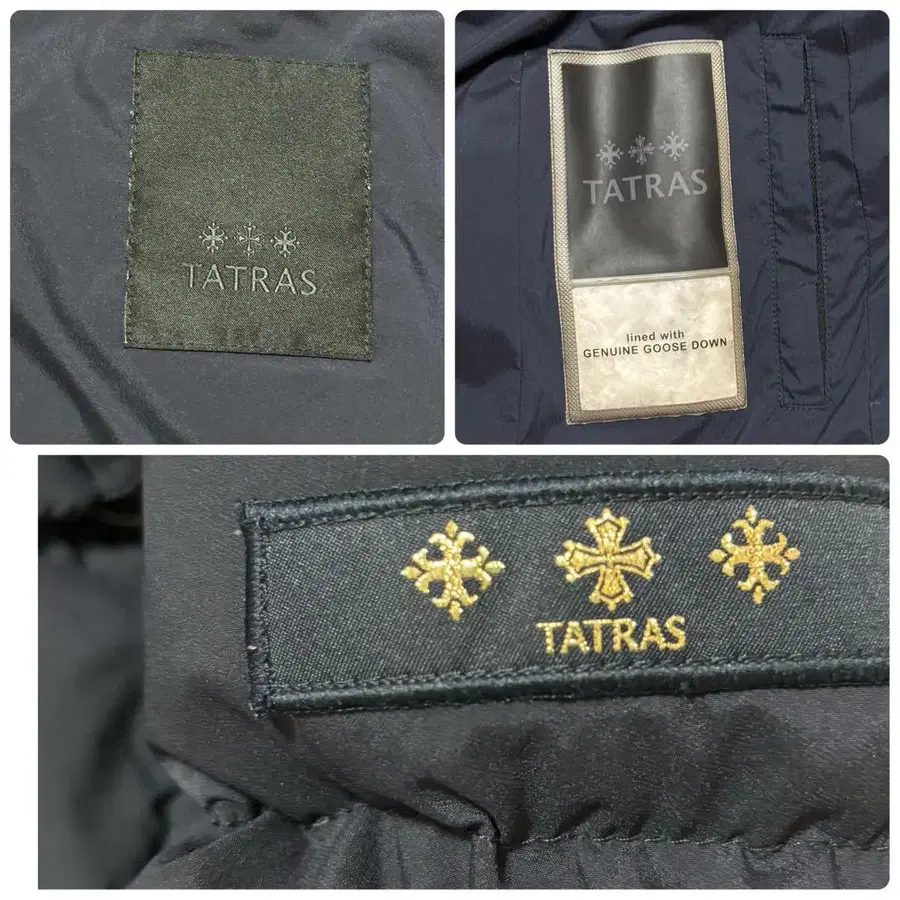 TATRAS
TATRAS
lined with
GENUINE GOOSE DOWN
TATRAS